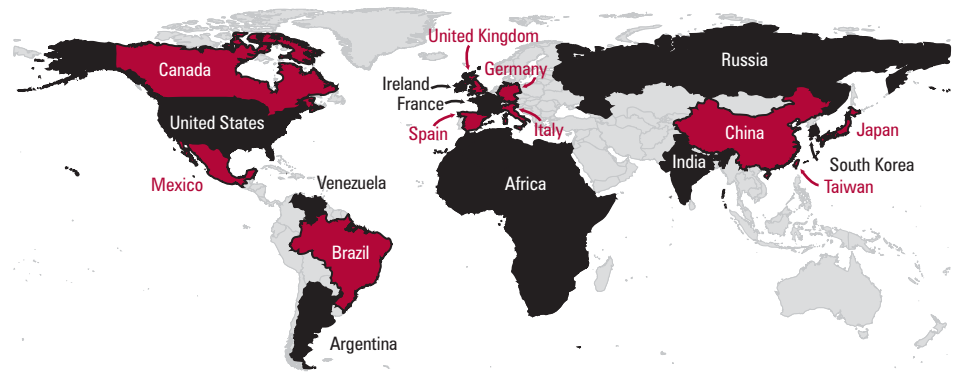 United Kingdom
Canada
Germany
Russia
Ireland
France
United States
Spain
Italy
China
Japan
India
South Korea
Mexico
Venezuela
Africa
Taiwan
Brazil
Argentina